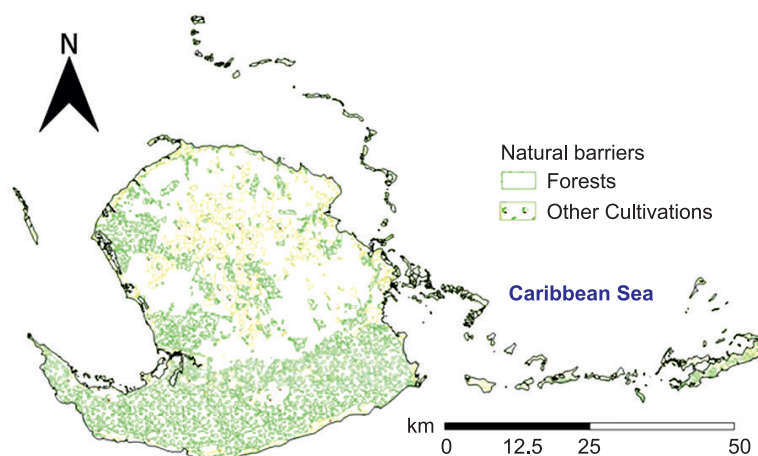 N
Natural barriers
Forests
Other Cultivations
Caribbean Sea
km
0 12.5 25 50